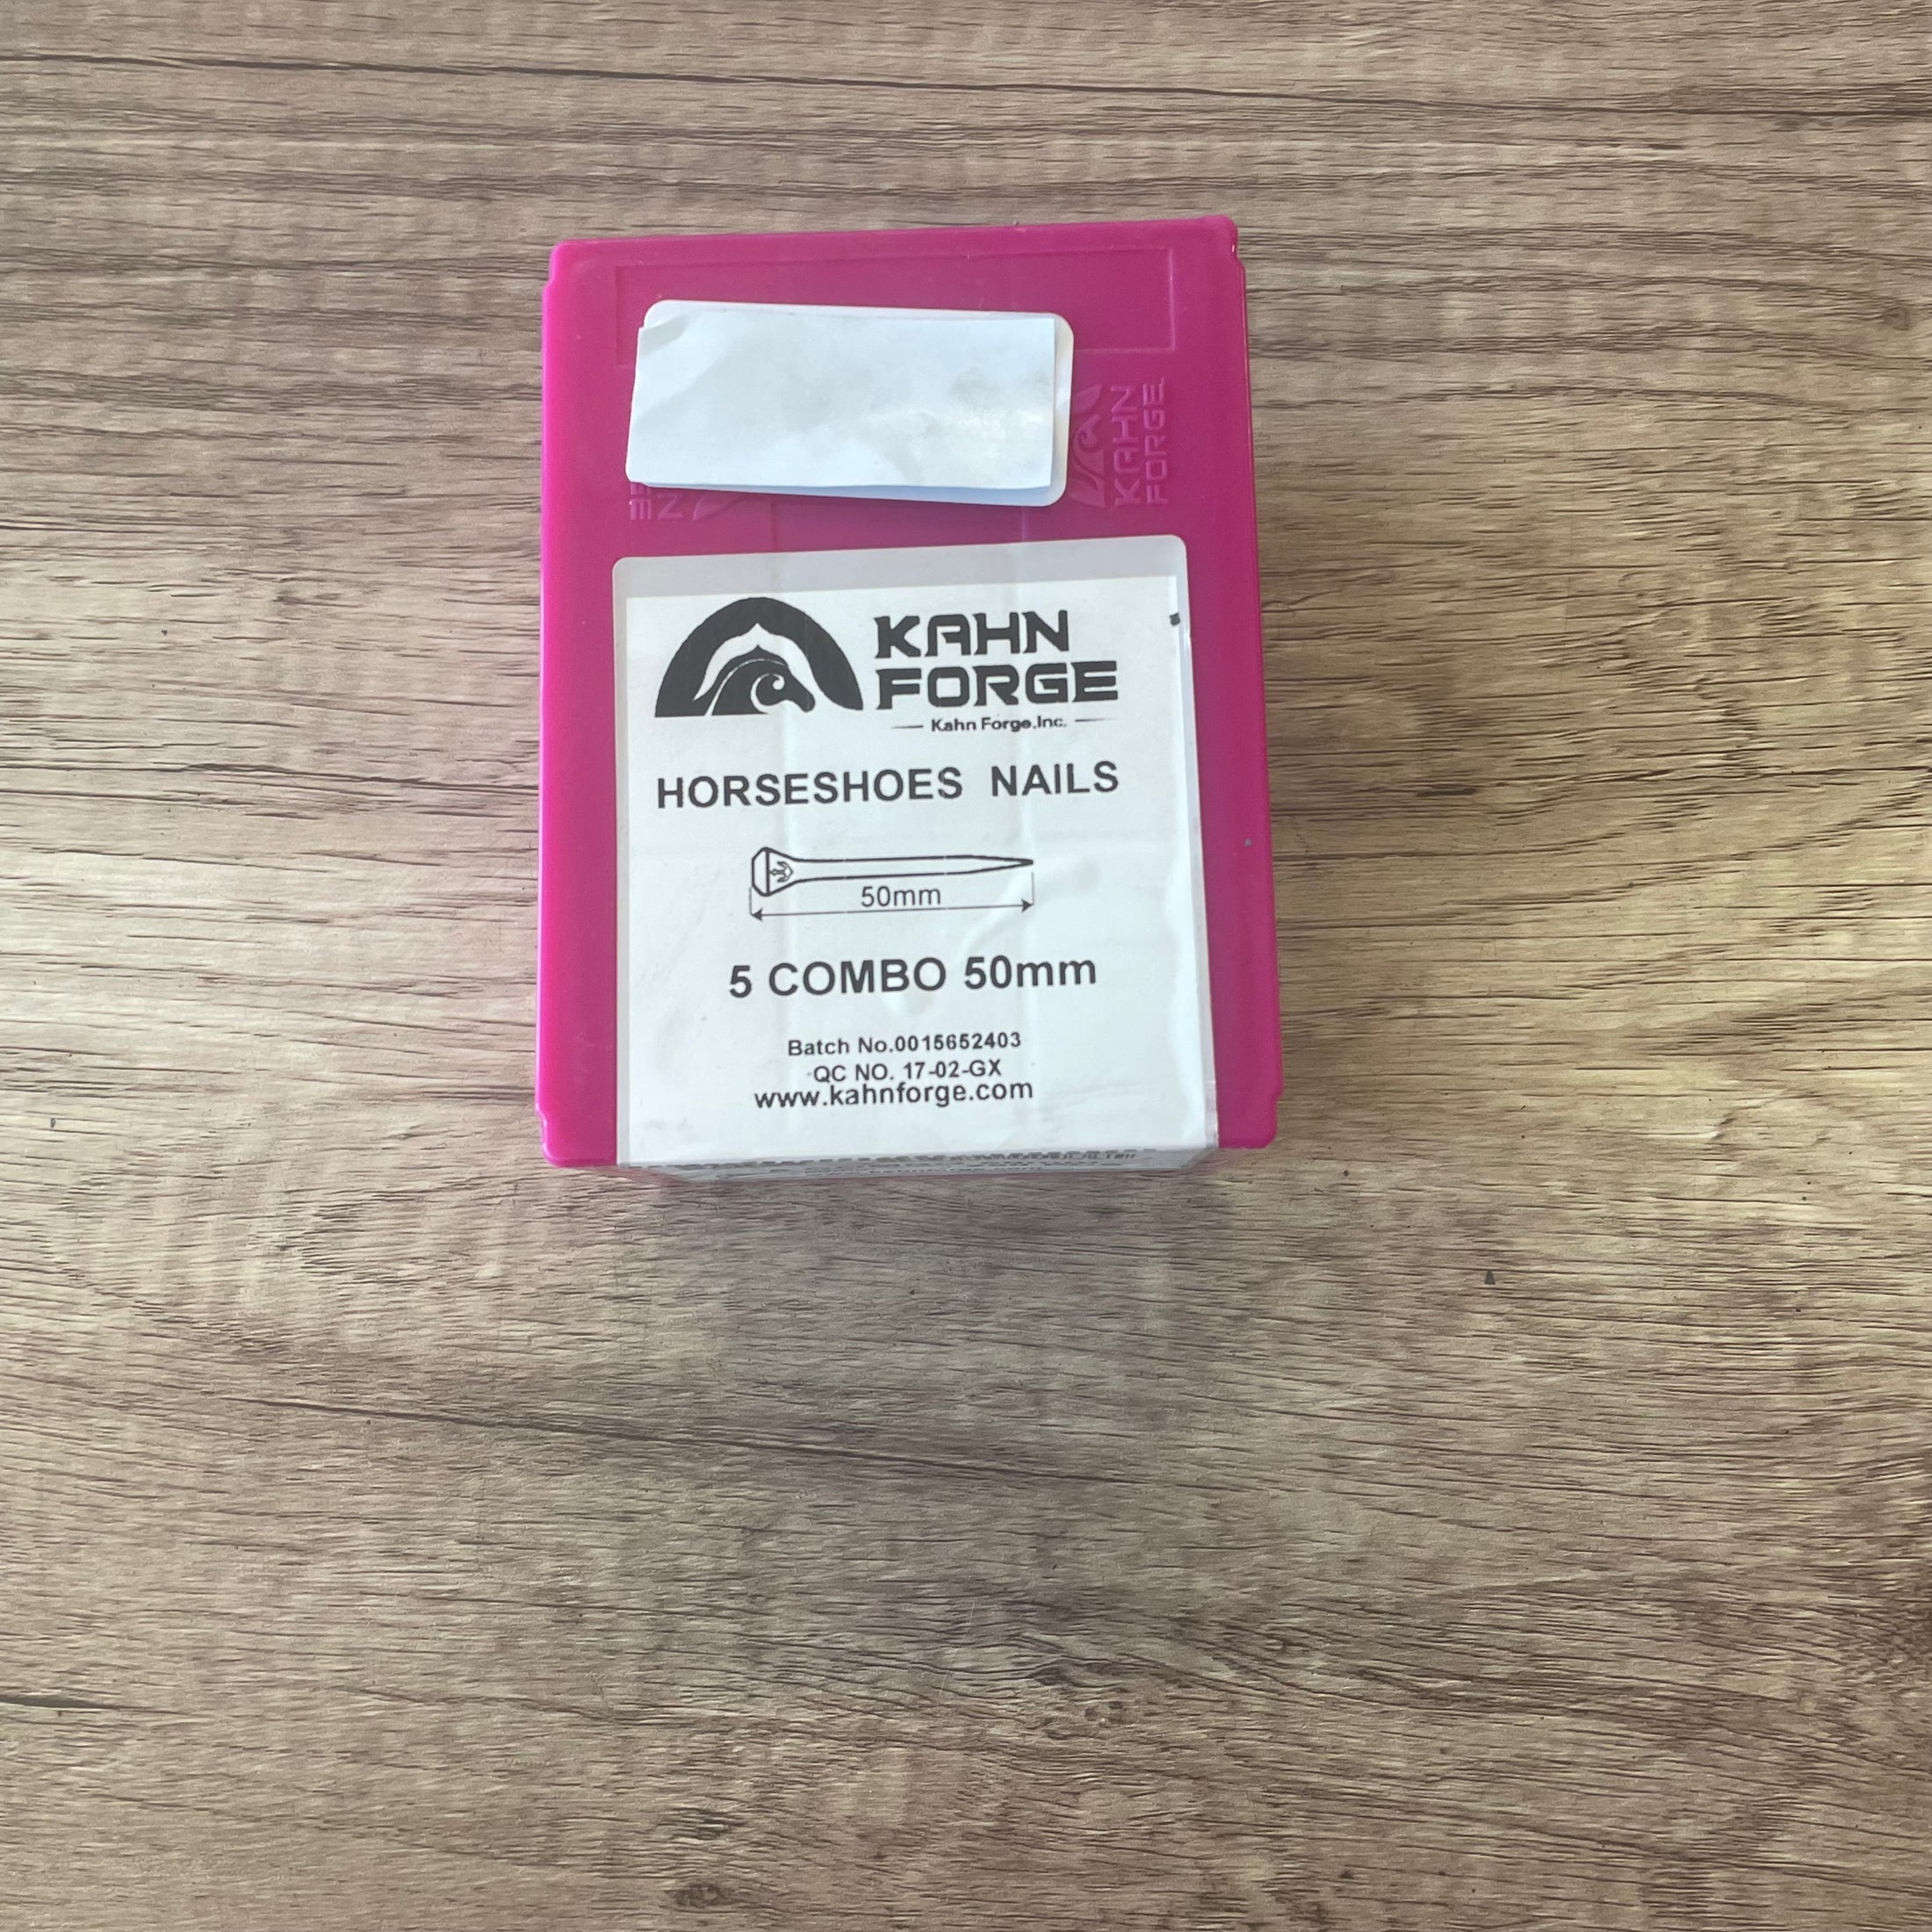 KAHN
FORGE
KAHN
FORGE
Kahn Forge,Inc.
HORSESHOES NAILS
50mm
5 COMBO 50mm
Batch No.0015652403
QC NO. 17-02-GX
www.kahnforge.com